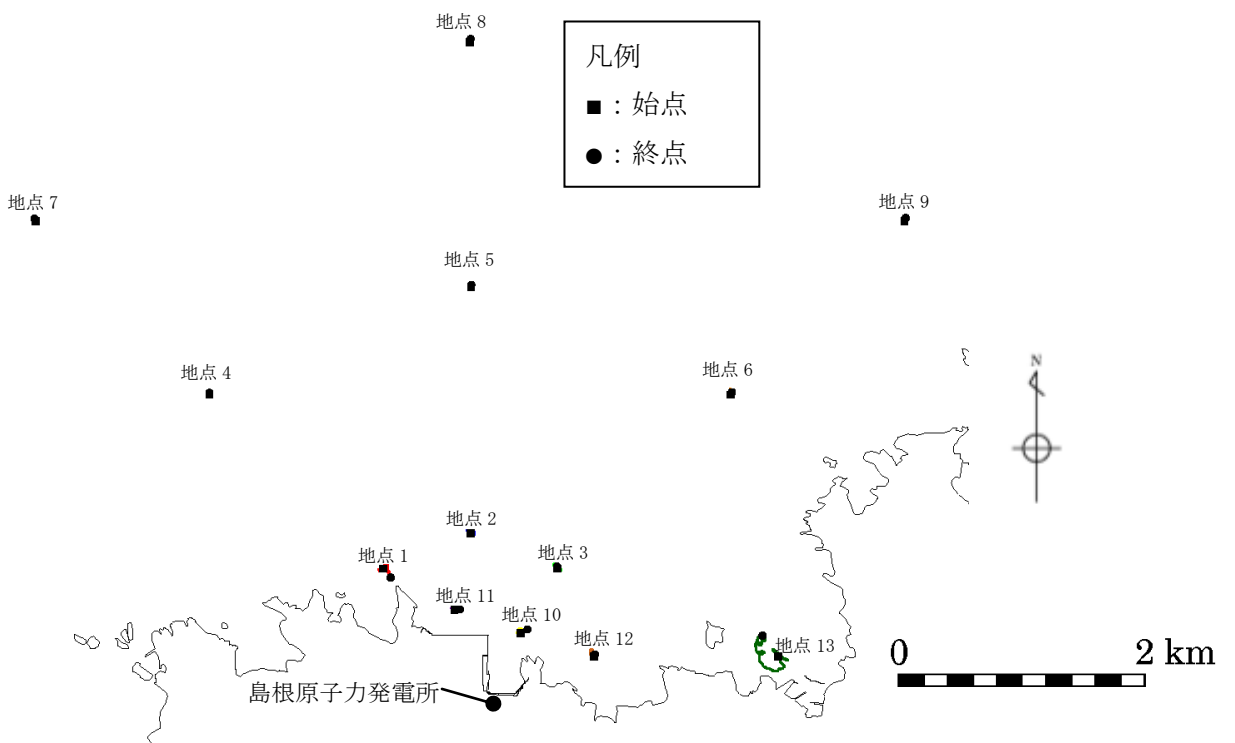 地点 8
凡例
■：始点
●：終点
地点 7
地点 9
地点 5
地点 4
地点 6
N
地点 2
地点 1
地点 3
地点 11
地点 10
地点 12
地点 13
0
2 km
島根原子力発電所